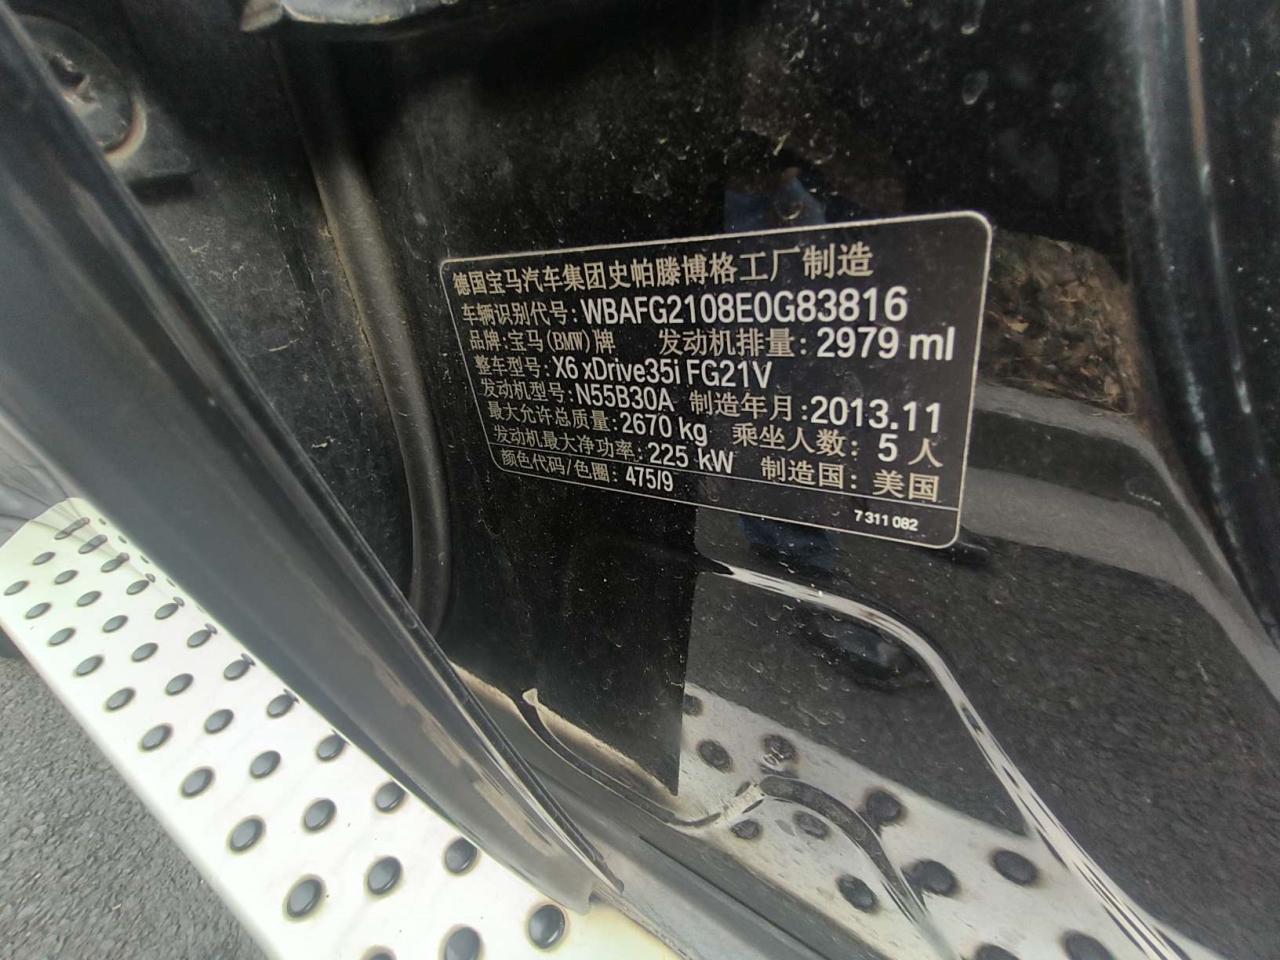 德国宝马汽车集团史帕滕博格工厂制造
车辆识别代号: WBAFG2108E0G83816
品牌: 宝马(BMW)牌 发动机排量: 2979 ml
整车型号: X6 xDrive35i FG21V
发动机型号: N55B30A 制造年月: 2013.11
最大允许总质量: 2670 kg 乘坐人数: 5 人
发动机最大净功率: 225 kW 制造国: 美国
颜色代码/色圈: 475/9
7 311 082